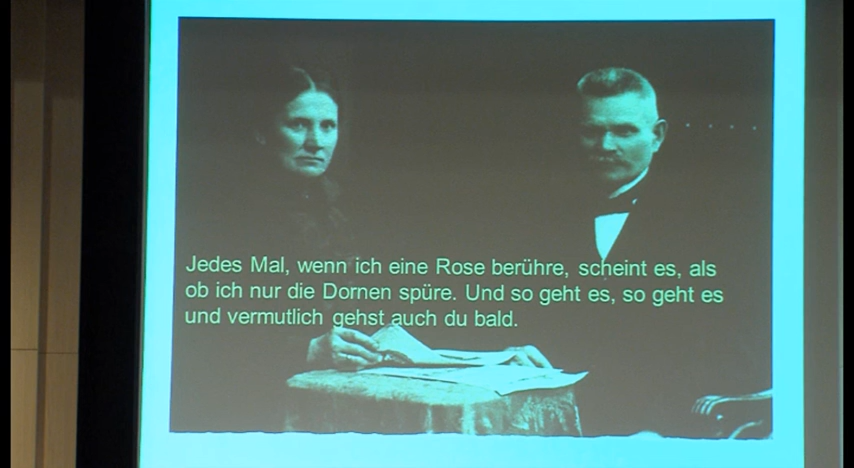 Jedes Mal, wenn ich eine Rose berühre, scheint es, als
ob ich nur die Dornen spüre. Und so geht es, so geht es
und vermutlich gehst auch du bald.